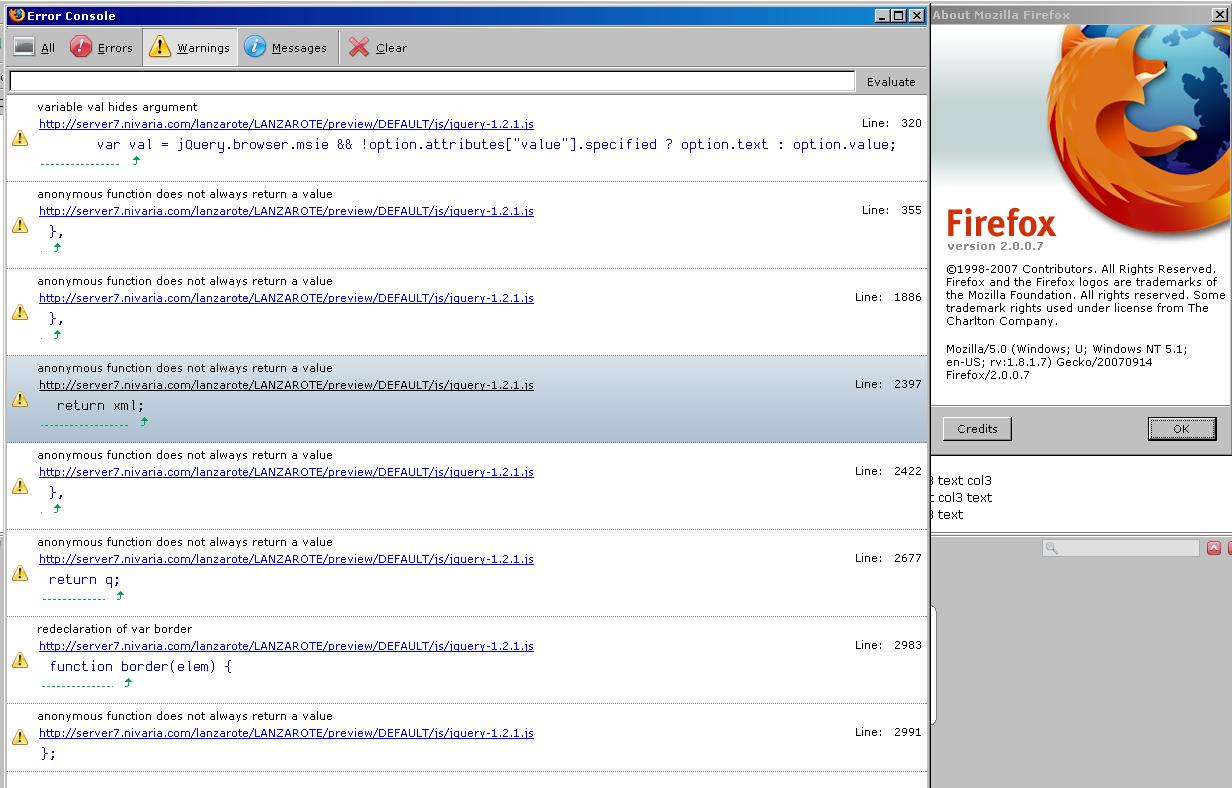 Error Console
All Errors Warnings Messages Clear
Evaluate
variable val hides argument
http://server7.nivaria.com/lanzarote/LANZAROTE/preview/DEFAULT/js/jquery-1.2.1.js Line: 320
var val = jQuery.browser.msie && !option.attributes["value"].specified ? option.text : option.value;
anonymous function does not always return a value
http://server7.nivaria.com/lanzarote/LANZAROTE/preview/DEFAULT/js/jquery-1.2.1.js Line: 355
},
anonymous function does not always return a value
http://server7.nivaria.com/lanzarote/LANZAROTE/preview/DEFAULT/js/jquery-1.2.1.js Line: 1886
},
anonymous function does not always return a value
http://server7.nivaria.com/lanzarote/LANZAROTE/preview/DEFAULT/js/jquery-1.2.1.js Line: 2397
return xml;
anonymous function does not always return a value
http://server7.nivaria.com/lanzarote/LANZAROTE/preview/DEFAULT/js/jquery-1.2.1.js Line: 2422
},
anonymous function does not always return a value
http://server7.nivaria.com/lanzarote/LANZAROTE/preview/DEFAULT/js/jquery-1.2.1.js Line: 2677
return q;
redeclaration of var border
http://server7.nivaria.com/lanzarote/LANZAROTE/preview/DEFAULT/js/jquery-1.2.1.js Line: 2983
function border(elem) {
anonymous function does not always return a value
http://server7.nivaria.com/lanzarote/LANZAROTE/preview/DEFAULT/js/jquery-1.2.1.js Line: 2991
};
About Mozilla Firefox
Firefox
version 2.0.0.7
©1998-2007 Contributors. All Rights Reserved.
Firefox and the Firefox logos are trademarks of
the Mozilla Foundation. All rights reserved. Some
trademark rights used under license from The
Charlton Company.
Mozilla/5.0 (Windows; U; Windows NT 5.1;
en-US; rv:1.8.1.7) Gecko/20070914
Firefox/2.0.0.7
Credits OK
text col3
col3 text
text